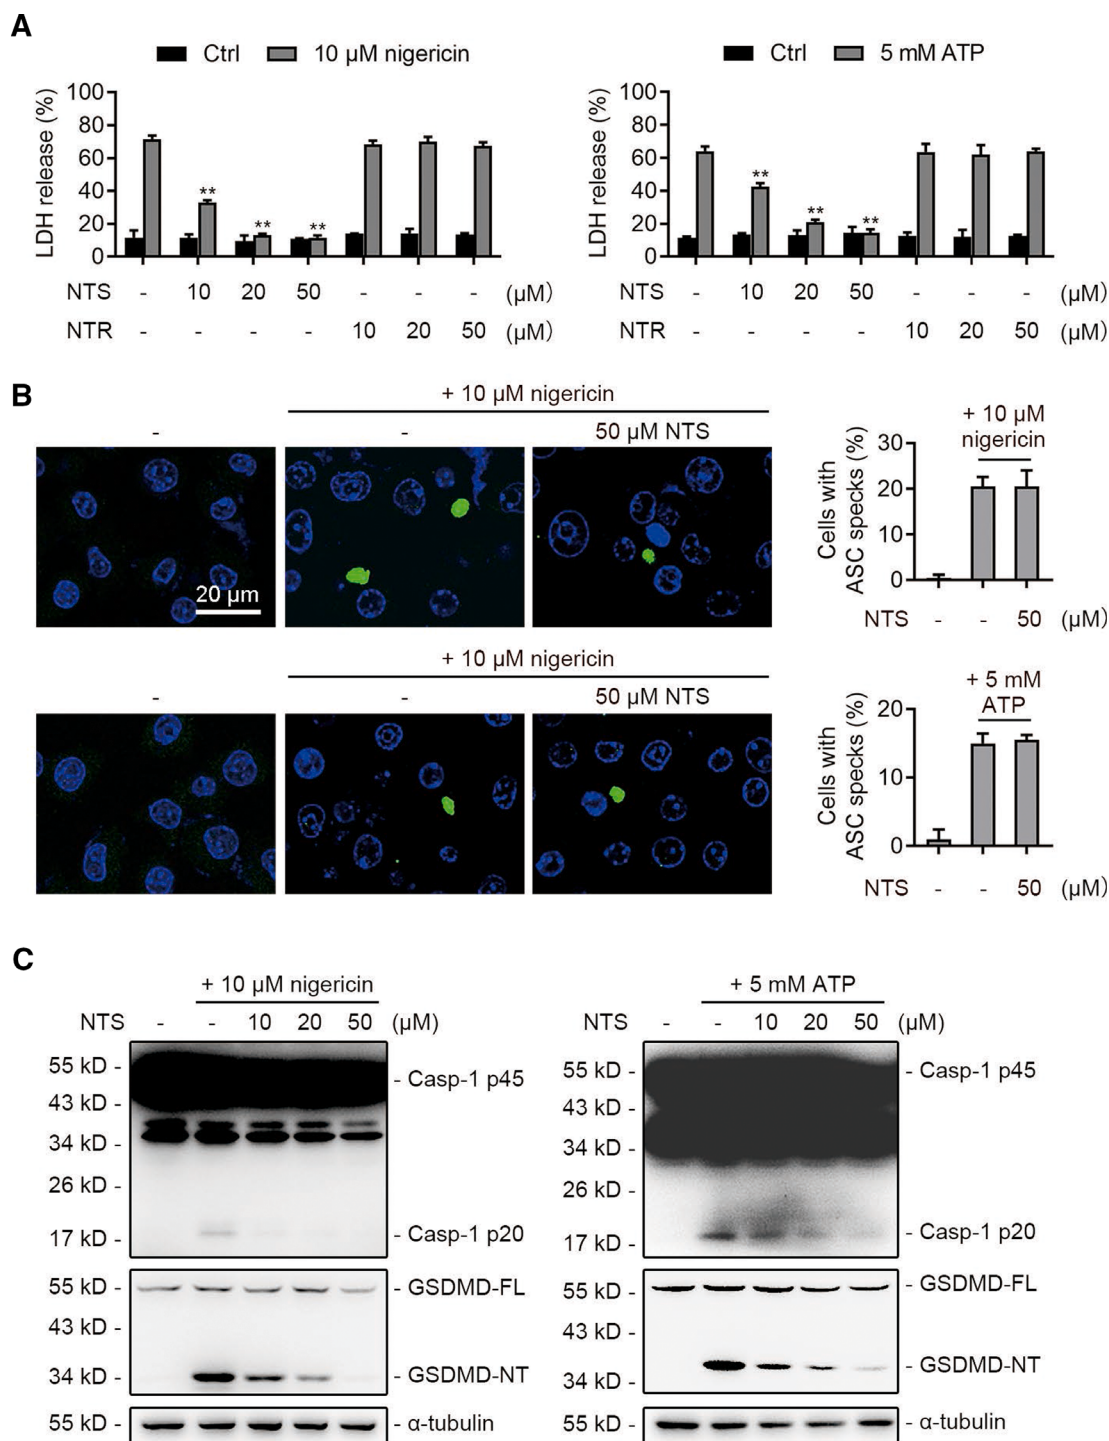 A
Ctrl 10 µM nigericin
LDH release (%)
100
80
60
40
20
0
** ** **
NTS - 10 20 50 - - - (µM)
NTR - - - - 10 20 50 (µM)
Ctrl 5 mM ATP
LDH release (%)
100
80
60
40
20
0
** ** **
NTS - 10 20 50 - - - (µM)
NTR - - - - 10 20 50 (µM)
B
+ 10 µM nigericin
- - 50 µM NTS
20 µm
+ 10 µM
nigericin
Cells with
ASC specks (%)
30
20
10
0
NTS - - 50 (µM)
+ 10 µM nigericin
- - 50 µM NTS
+ 5 mM
ATP
Cells with
ASC specks (%)
20
10
0
NTS - - 50 (µM)
C
+ 10 µM nigericin
NTS - - 10 20 50 (µM)
55 kD -
43 kD -
34 kD -
26 kD -
17 kD -
- Casp-1 p45
- Casp-1 p20
55 kD -
43 kD -
34 kD -
- GSDMD-FL
- GSDMD-NT
55 kD -
- α-tubulin
+ 5 mM ATP
NTS - - 10 20 50 (µM)
55 kD -
43 kD -
34 kD -
26 kD -
17 kD -
- Casp-1 p45
- Casp-1 p20
55 kD -
43 kD -
34 kD -
- GSDMD-FL
- GSDMD-NT
55 kD -
- α-tubulin